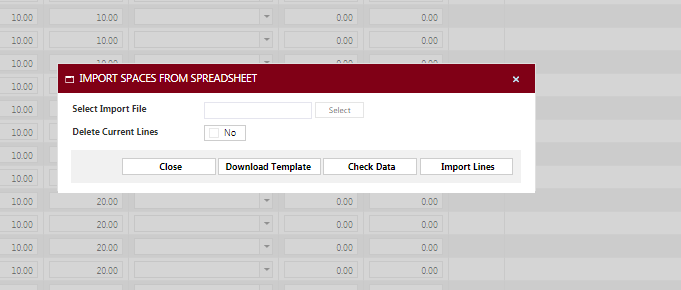 10.00 10.00 0.00 0.00
10.00 10.00 0.00 0.00
10.00 10.00 0.00 0.00
10.00
IMPORT SPACES FROM SPREADSHEET ×
10.00
Select Import File Select
10.00
Delete Current Lines No
10.00
10.00
Close Download Template Check Data Import Lines
10.00
10.00 20.00 0.00 0.00
10.00 20.00 0.00 0.00
10.00 20.00 0.00 0.00
10.00 20.00 0.00 0.00